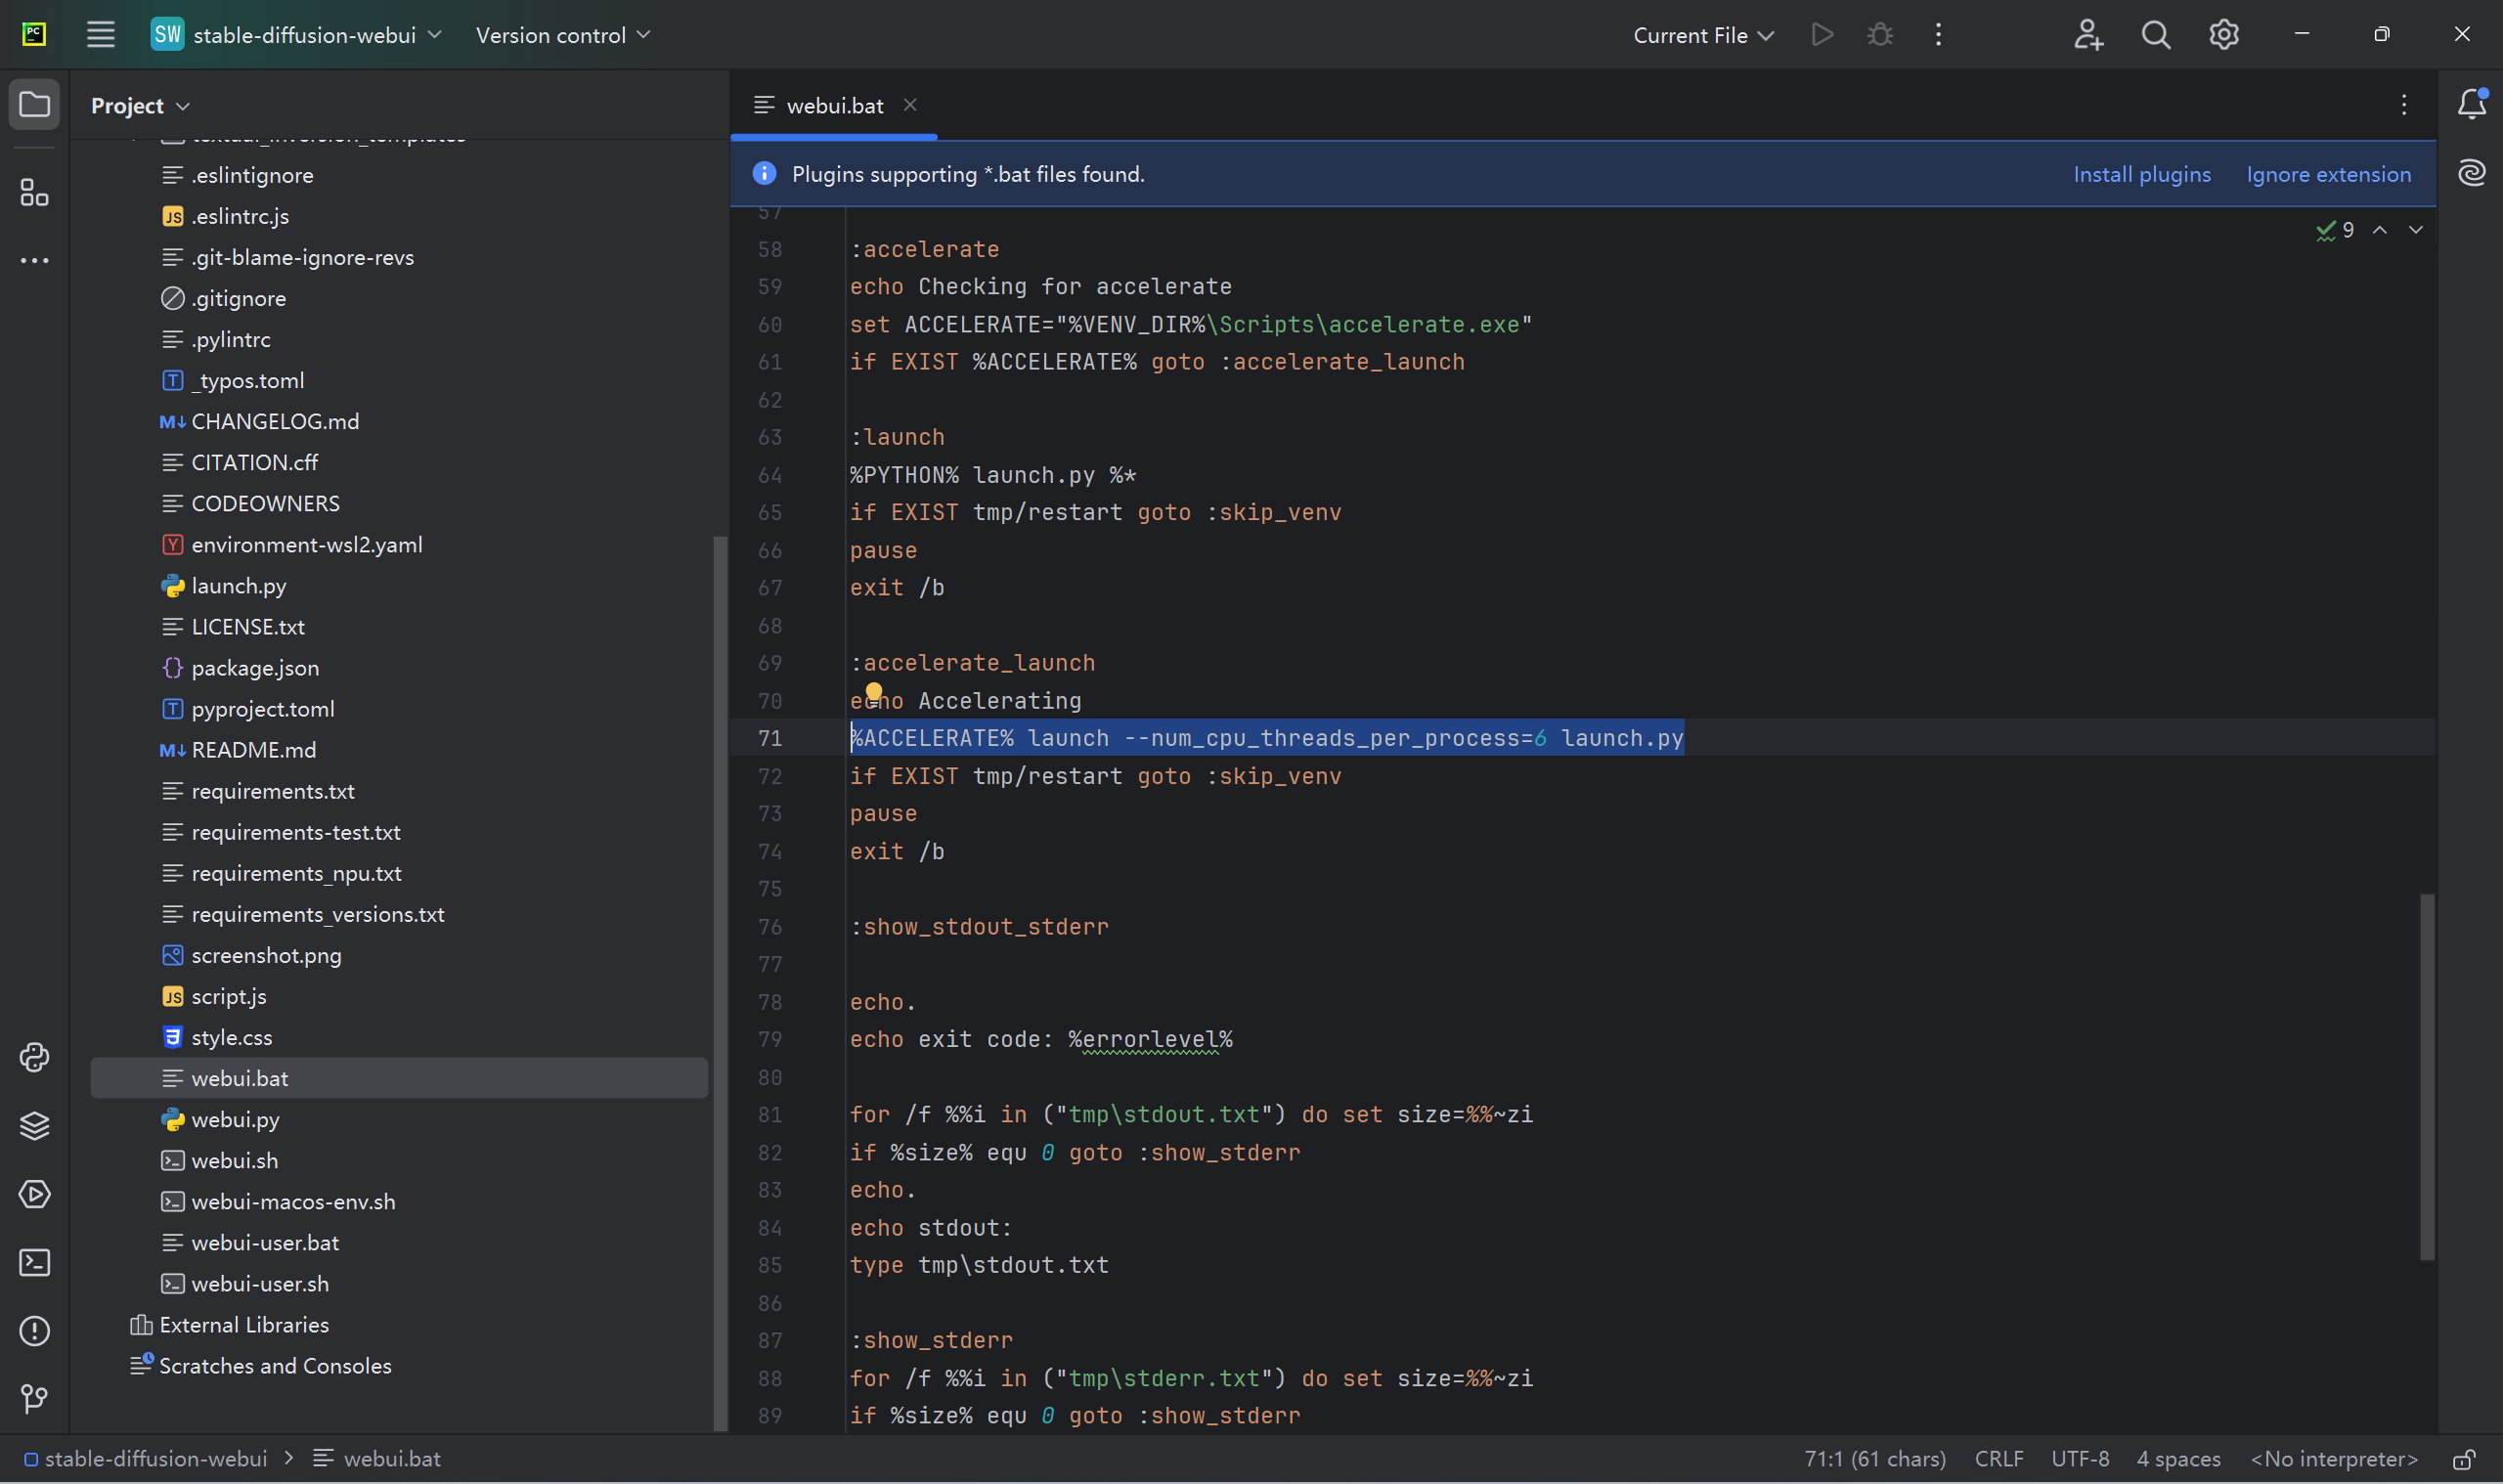 PC
SW stable-diffusion-webui
Version control
Current File
Project
.eslintignore
JS .eslintrc.js
.git-blame-ignore-revs
.gitignore
.pylintrc
T _typos.toml
M↓ CHANGELOG.md
CITATION.cff
CODEOWNERS
Y environment-wsl2.yaml
launch.py
LICENSE.txt
{} package.json
T pyproject.toml
M↓ README.md
requirements.txt
requirements-test.txt
requirements_npu.txt
requirements_versions.txt
screenshot.png
JS script.js
style.css
webui.bat
webui.py
webui.sh
webui-macos-env.sh
webui-user.bat
webui-user.sh
External Libraries
Scratches and Consoles
webui.bat
Plugins supporting *.bat files found.
Install plugins
Ignore extension
9
57
58 :accelerate
59 echo Checking for accelerate
60 set ACCELERATE="%VENV_DIR%\Scripts\accelerate.exe"
61 if EXIST %ACCELERATE% goto :accelerate_launch
62
63 :launch
64 %PYTHON% launch.py %*
65 if EXIST tmp/restart goto :skip_venv
66 pause
67 exit /b
68
69 :accelerate_launch
70 echo Accelerating
71 %ACCELERATE% launch --num_cpu_threads_per_process=6 launch.py
72 if EXIST tmp/restart goto :skip_venv
73 pause
74 exit /b
75
76 :show_stdout_stderr
77
78 echo.
79 echo exit code: %errorlevel%
80
81 for /f %%i in ("tmp\stdout.txt") do set size=%%~zi
82 if %size% equ 0 goto :show_stderr
83 echo.
84 echo stdout:
85 type tmp\stdout.txt
86
87 :show_stderr
88 for /f %%i in ("tmp\stderr.txt") do set size=%%~zi
89 if %size% equ 0 goto :show_stderr
stable-diffusion-webui > webui.bat
71:1 (61 chars)
CRLF
UTF-8
4 spaces
<No interpreter>